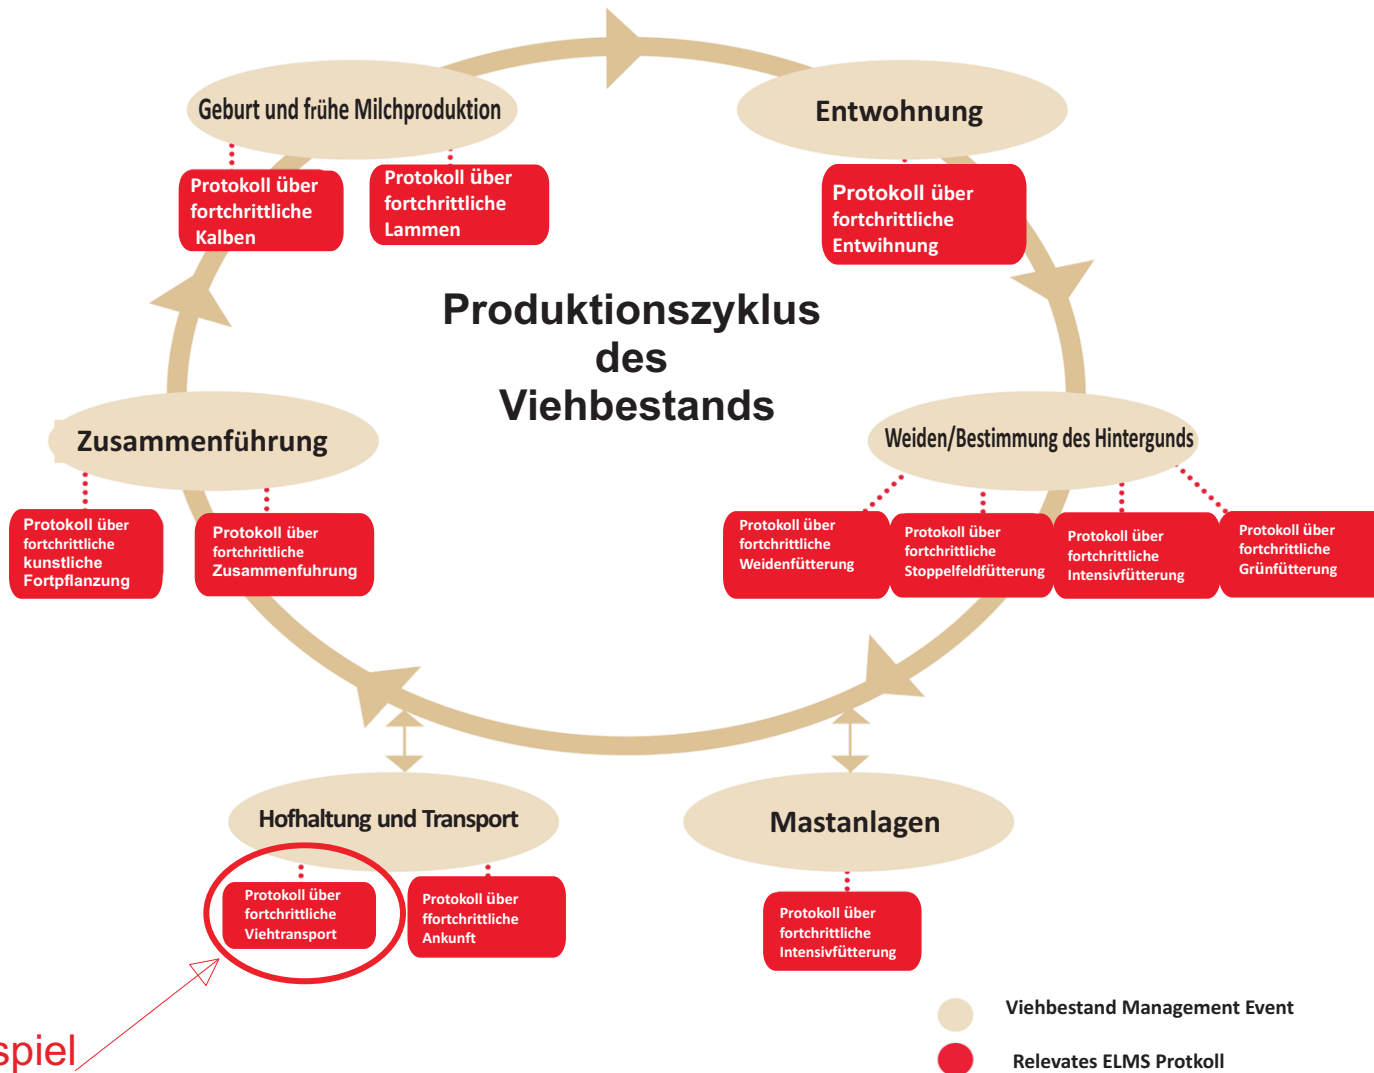 Geburt und frühe Milchproduktion
Entwohnung
Protokoll über
fortchrittliche
Kalben
Protokoll über
fortchrittliche
Lammen
Protokoll über
fortchrittliche
Entwihnung
Produktionszyklus
des
Viehbestands
Zusammenführung
Weiden/Bestimmung des Hintergunds
Protokoll über
fortchrittliche
kunstliche
Fortpflanzung
Protokoll über
fortchrittliche
Zusammenfuhrung
Protokoll über
fortchrittliche
Weidenfütterung
Protokoll über
fortchrittliche
Stoppelfeldfütterung
Protokoll über
fortchrittliche
Intensivfütterung
Protokoll über
fortchrittliche
Grünfütterung
Hofhaltung und Transport
Mastanlagen
Protokoll über
fortchrittliche
Viehtransport
Protokoll über
ffortchrittliche
Ankunft
Protokoll über
fortchrittliche
Intensivfütterung
Viehbestand Management Event
spiel
Relevates ELMS Protkoll